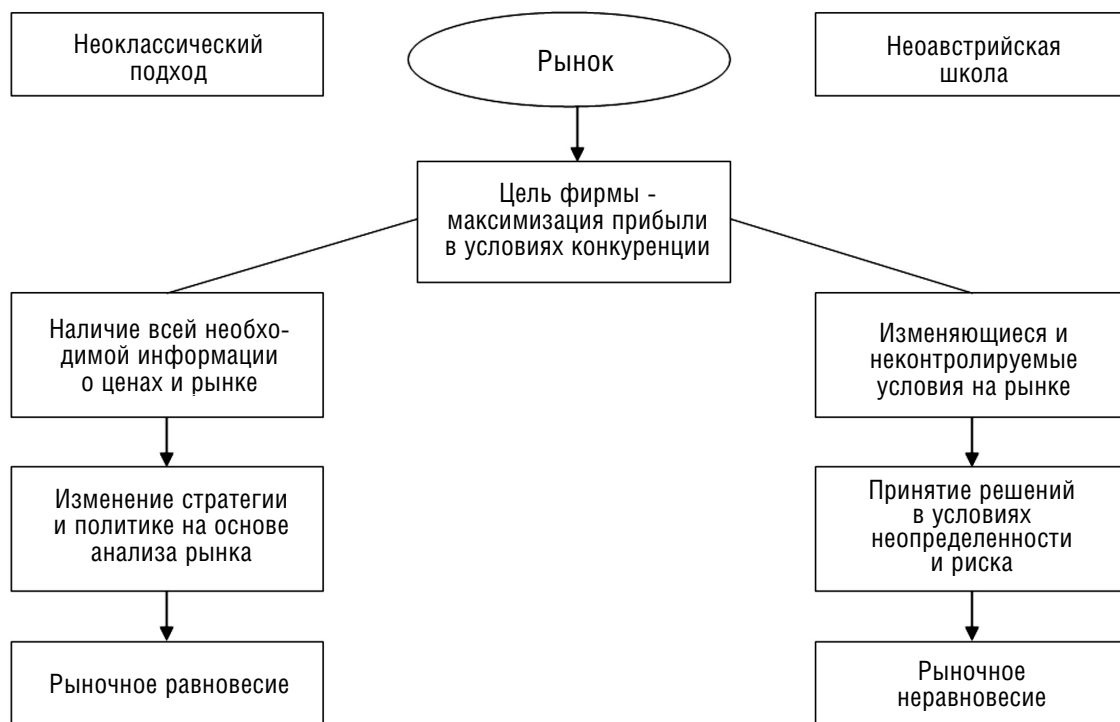 Неоклассический
подход
Рынок
Неоавстрийская
школа
Цель фирмы -
максимизация прибыли
в условиях конкуренции
Наличие всей необхо-
димой информации
о ценах и рынке
Изменяющиеся и
неконтролируемые
условия на рынке
Изменение стратегии
и политике на основе
анализа рынка
Принятие решений
в условиях
неопределенности
и риска
Рыночное равновесие
Рыночное
неравновесие